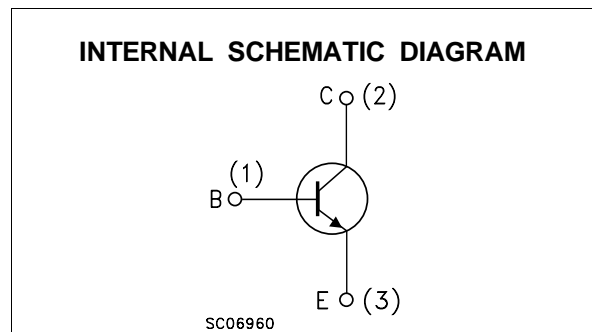 INTERNAL SCHEMATIC DIAGRAM
C (2)
(1)
B
E (3)
SC06960